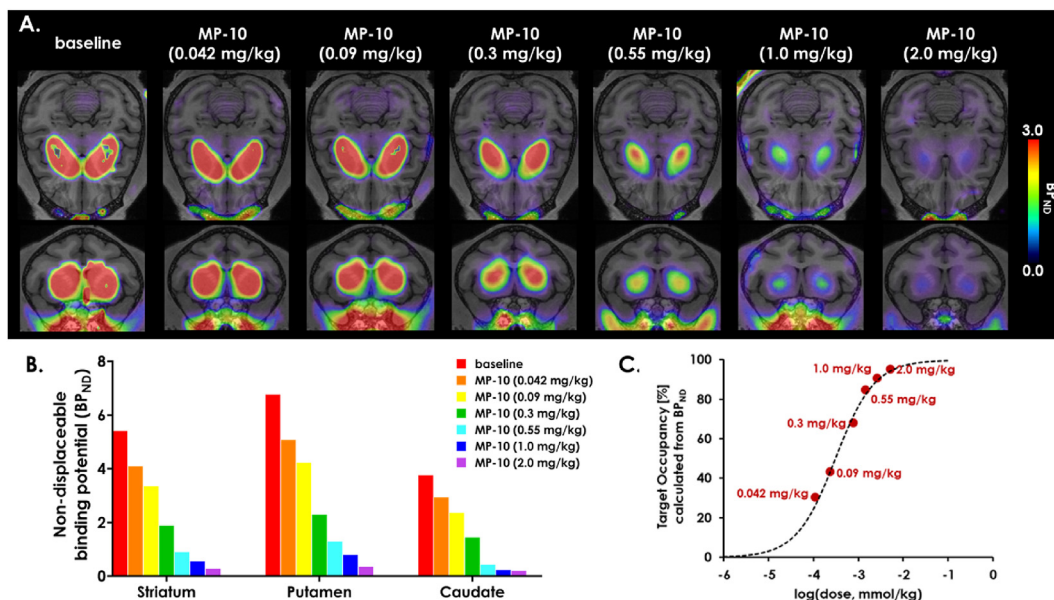 A.
baseline
MP-10
(0.042 mg/kg)
MP-10
(0.09 mg/kg)
MP-10
(0.3 mg/kg)
MP-10
(0.55 mg/kg)
MP-10
(1.0 mg/kg)
MP-10
(2.0 mg/kg)
3.0
BPND
0.0
B.
Non-displaceable
binding potential (BPND)
8
6
4
2
0
Striatum
Putamen
Caudate
baseline
MP-10 (0.042 mg/kg)
MP-10 (0.09 mg/kg)
MP-10 (0.3 mg/kg)
MP-10 (0.55 mg/kg)
MP-10 (1.0 mg/kg)
MP-10 (2.0 mg/kg)
C.
Target Occupancy [%]
calculated from BPND
100
80
60
40
20
0
1.0 mg/kg
2.0 mg/kg
0.55 mg/kg
0.3 mg/kg
0.09 mg/kg
0.042 mg/kg
-6 -5 -4 -3 -2 -1 0
log(dose, mmol/kg)